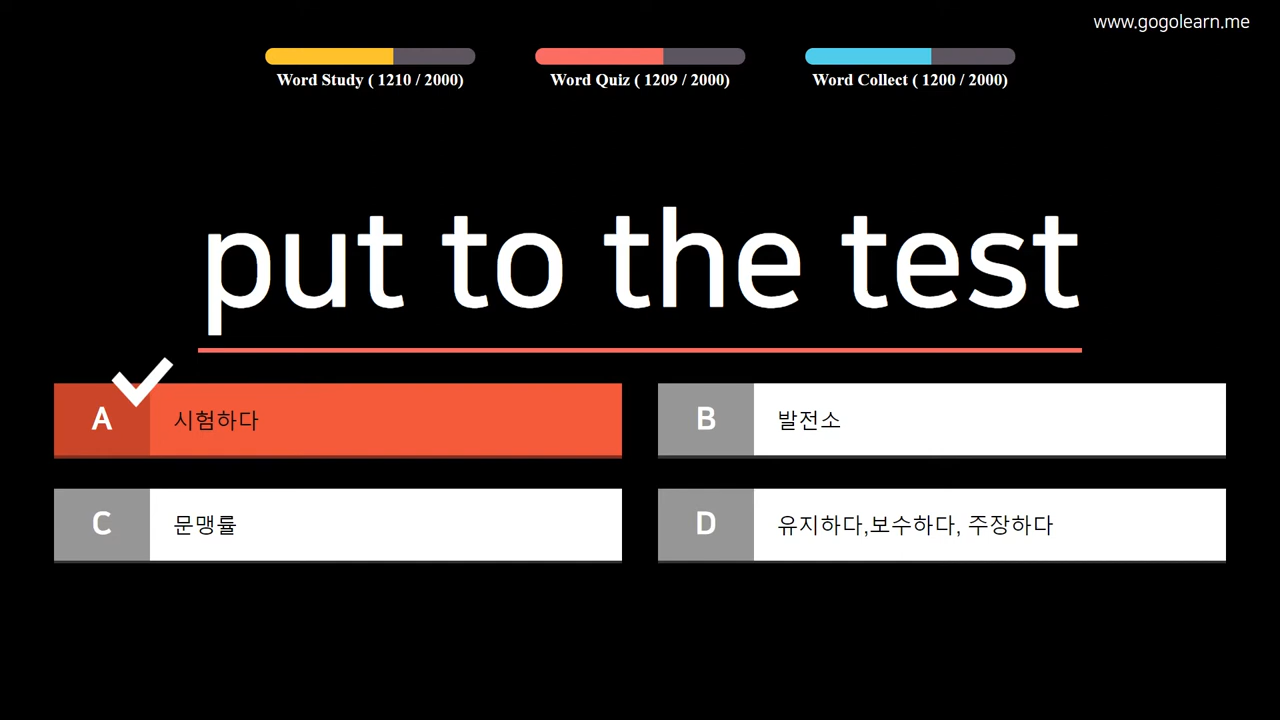 www.gogolearn.me
Word Study ( 1210 / 2000)
Word Quiz ( 1209 / 2000)
Word Collect ( 1200 / 2000)
put to the test
A 시험하다
B 발전소
C 문맹률
D 유지하다,보수하다, 주장하다